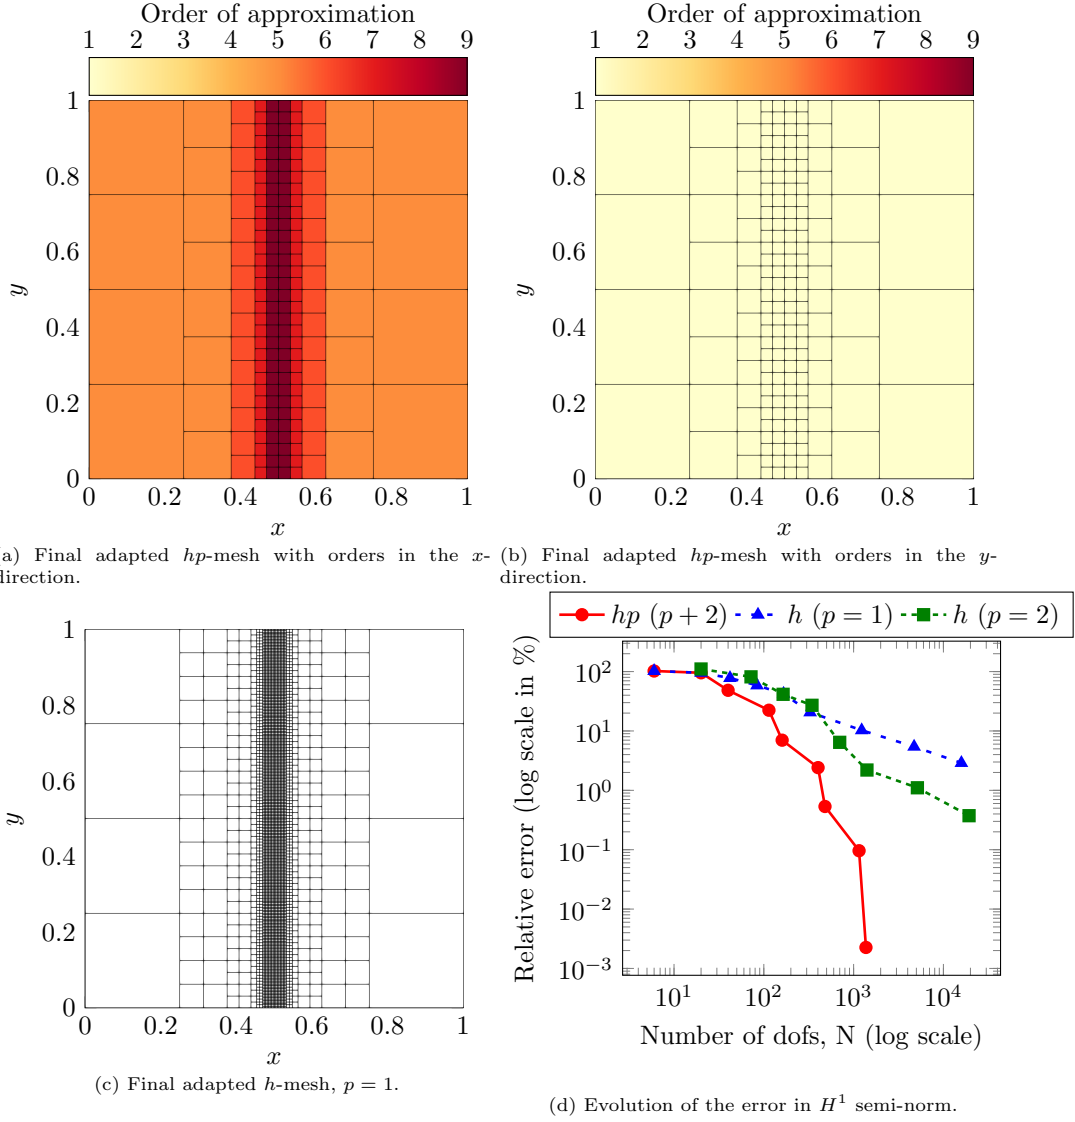 Order of approximation
1 2 3 4 5 6 7 8 9
1
0.8
0.6
0.4
0.2
0
y
0 0.2 0.4 0.6 0.8 1
x
(a) Final adapted hp-mesh with orders in the x-
direction.
Order of approximation
1 2 3 4 5 6 7 8 9
1
0.8
0.6
0.4
0.2
0
y
0 0.2 0.4 0.6 0.8 1
x
(b) Final adapted hp-mesh with orders in the y-
direction.
1
0.8
0.6
0.4
0.2
0
y
0 0.2 0.4 0.6 0.8 1
x
(c) Final adapted h-mesh, p = 1.
hp (p + 2) h (p = 1) h (p = 2)
Relative error (log scale in %)
10^2
10^1
10^0
10^−1
10^−2
10^−3
10^1 10^2 10^3 10^4
Number of dofs, N (log scale)
(d) Evolution of the error in H^1 semi-norm.